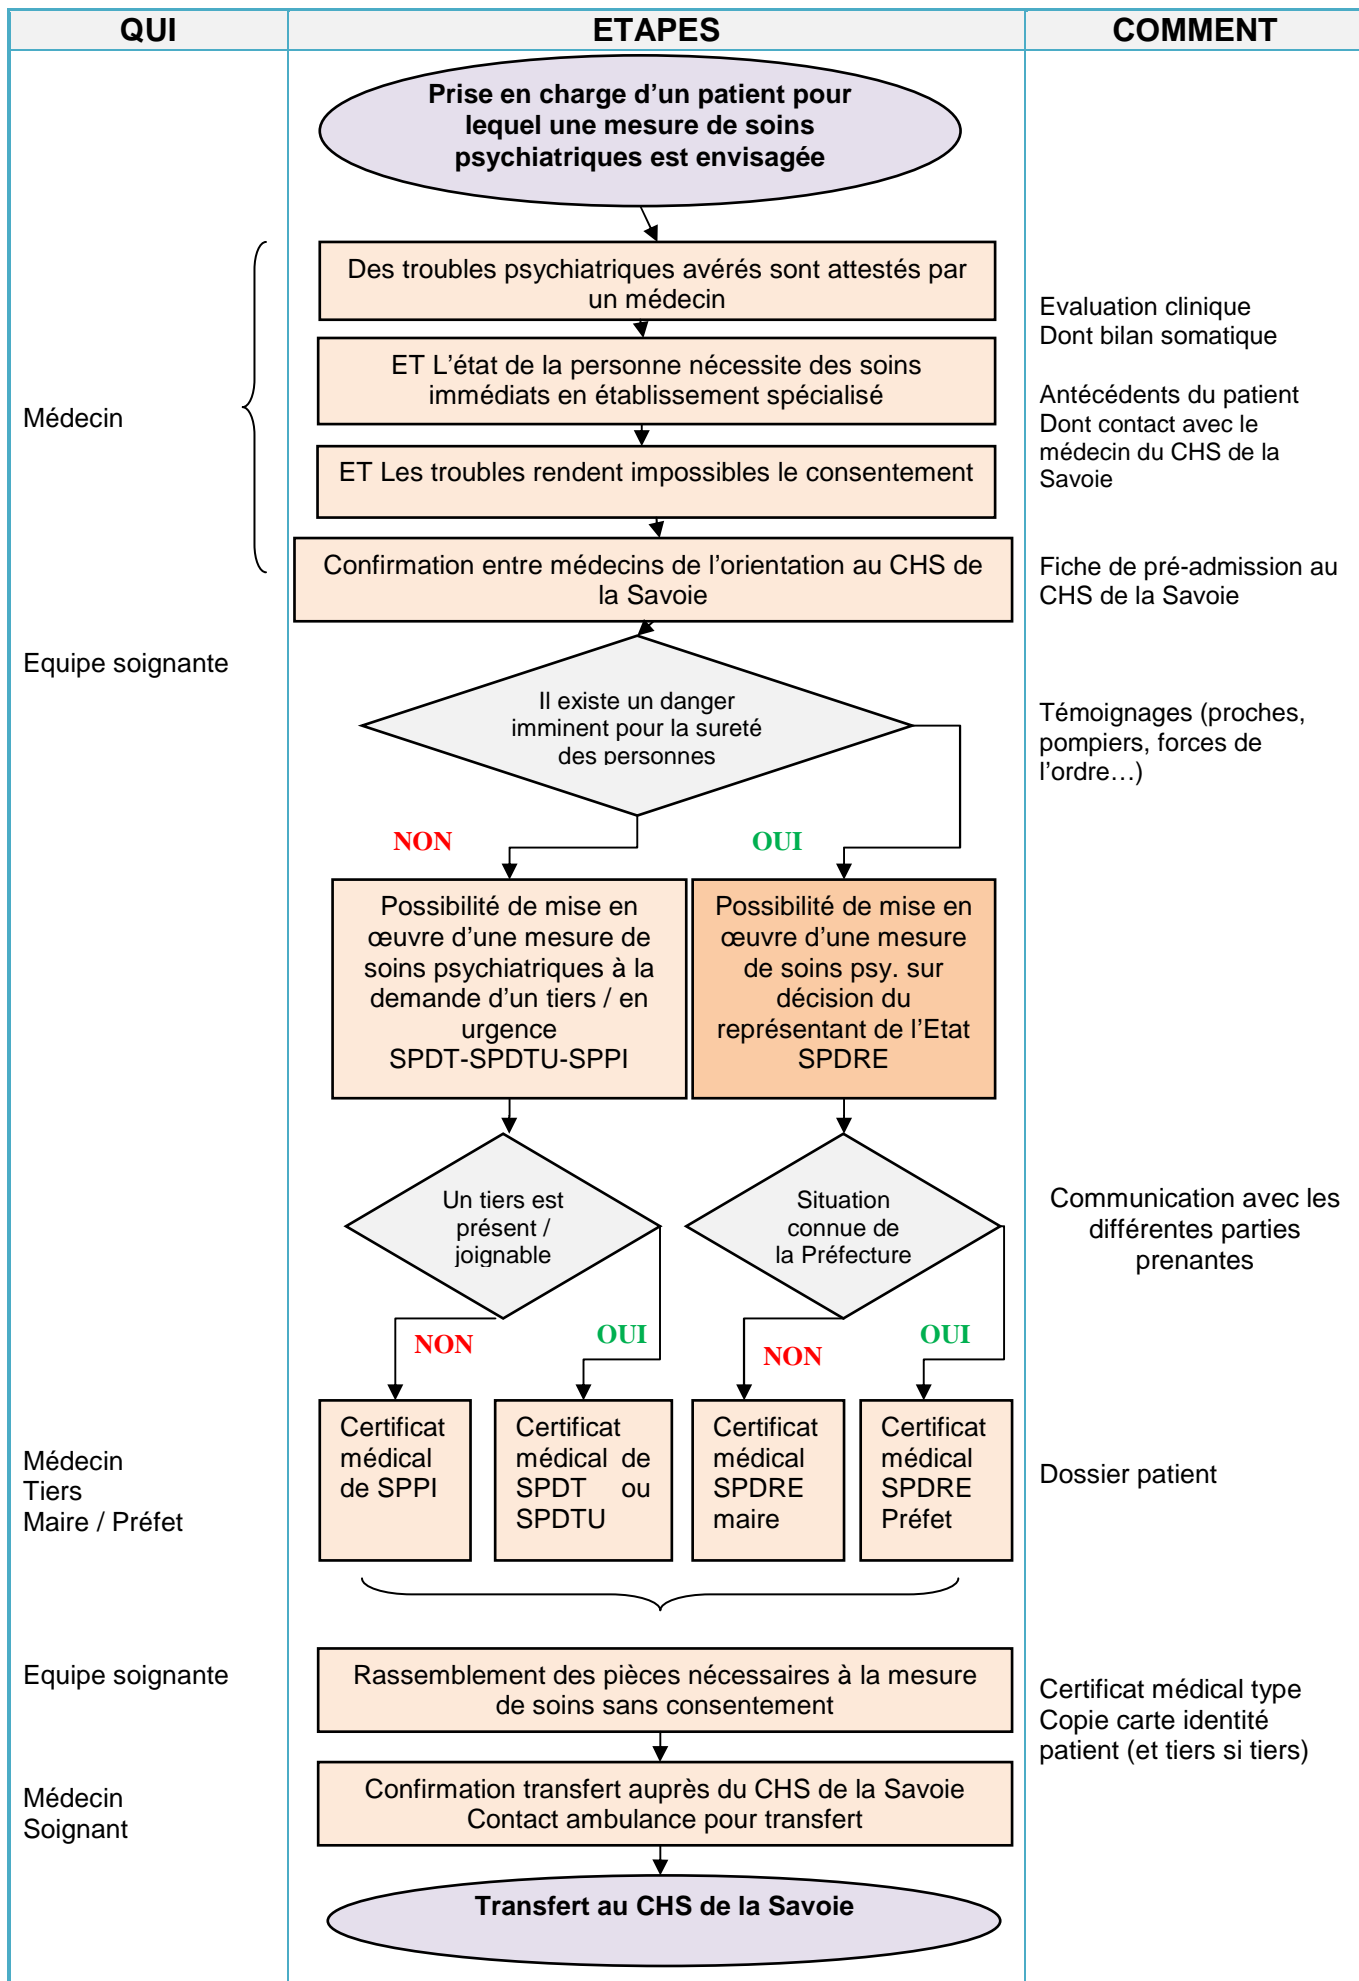 QUI
ETAPES
COMMENT
Prise en charge d’un patient pour
lequel une mesure de soins
psychiatriques est envisagée
Des troubles psychiatriques avérés sont attestés par
un médecin
Evaluation clinique
Dont bilan somatique
ET L’état de la personne nécessite des soins
immédiats en établissement spécialisé
Médecin
Antécédents du patient
Dont contact avec le
médecin du CHS de la
Savoie
ET Les troubles rendent impossibles le consentement
Confirmation entre médecins de l’orientation au CHS de
la Savoie
Fiche de pré-admission au
CHS de la Savoie
Equipe soignante
Il existe un danger
imminent pour la sureté
des personnes
Témoignages (proches,
pompiers, forces de
l’ordre…)
NON
OUI
Possibilité de mise en
œuvre d’une mesure de
soins psychiatriques à la
demande d’un tiers / en
urgence
SPDT-SPDTU-SPPI
Possibilité de mise en
œuvre d’une mesure
de soins psy. sur
décision du
représentant de l’Etat
SPDRE
Un tiers est
présent /
joignable
Situation
connue de
la Préfecture
Communication avec les
différentes parties
prenantes
NON
OUI
NON
OUI
Médecin
Tiers
Maire / Préfet
Certificat
médical
de SPPI
Certificat
médical de
SPDT ou
SPDTU
Certificat
médical
SPDRE
maire
Certificat
médical
SPDRE
Préfet
Dossier patient
Equipe soignante
Rassemblement des pièces nécessaires à la mesure
de soins sans consentement
Certificat médical type
Copie carte identité
patient (et tiers si tiers)
Médecin
Soignant
Confirmation transfert auprès du CHS de la Savoie
Contact ambulance pour transfert
Transfert au CHS de la Savoie